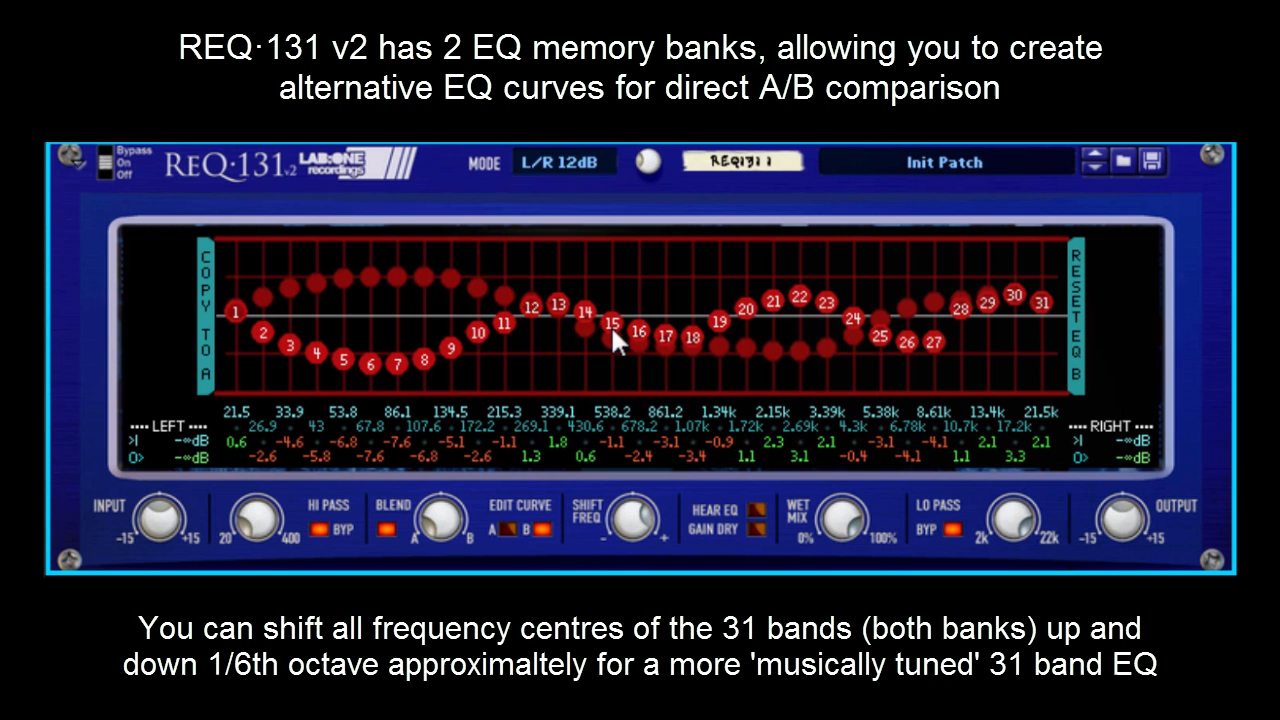 REQ·131 v2 has 2 EQ memory banks, allowing you to create
alternative EQ curves for direct A/B comparison
Bypass
On
Off
REQ·131 v2
LAB:ONE
recordings
MODE
L/R 12dB
REQ131 1
Init Patch
COPY TO A
RESET EQ B
1 2 3 4 5 6 7 8 9 10 11 12 13 14 15 16 17 18 19 20 21 22 23 24 25 26 27 28 29 30 31
21.5 33.9 53.8 86.1 134.5 215.3 339.1 538.2 861.2 1.34k 2.15k 3.39k 5.38k 8.61k 13.4k 21.5k
26.9 43 67.8 107.6 172.2 269.1 430.6 678.2 1.07k 1.72k 2.69k 4.3k 6.78k 10.7k 17.2k
0.6 -4.6 -6.8 -7.6 -5.1 -1.1 1.8 -1.1 -3.1 -0.9 2.3 2.1 -3.1 -4.1 2.1 2.1
-2.6 -5.8 -7.6 -6.8 -2.6 1.3 0.6 -2.4 -3.4 1.1 3.1 -0.4 -4.1 1.1 3.3
---- LEFT ----
>I -∞dB
O> -∞dB
---- RIGHT ----
>I -∞dB
O> -∞dB
INPUT
-15 +15
20 400
HI PASS
BYP
BLEND
A B
EDIT CURVE
A B
SHIFT
FREQ
- +
HEAR EQ
GAIN DRY
WET
MIX
0% 100%
LO PASS
BYP
2k 22k
OUTPUT
-15 +15
You can shift all frequency centres of the 31 bands (both banks) up and
down 1/6th octave approximaltely for a more 'musically tuned' 31 band EQ